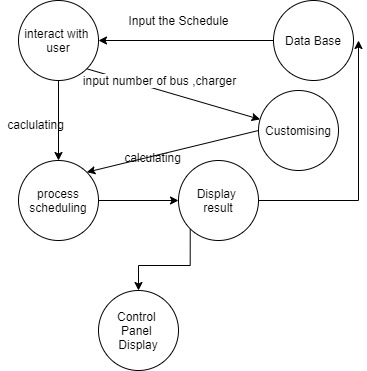 Input the Schedule
interact with
user
Data Base
input number of bus ,charger
caclulating
Customising
calculating
process
scheduling
Display
result
Control
Panel
Display